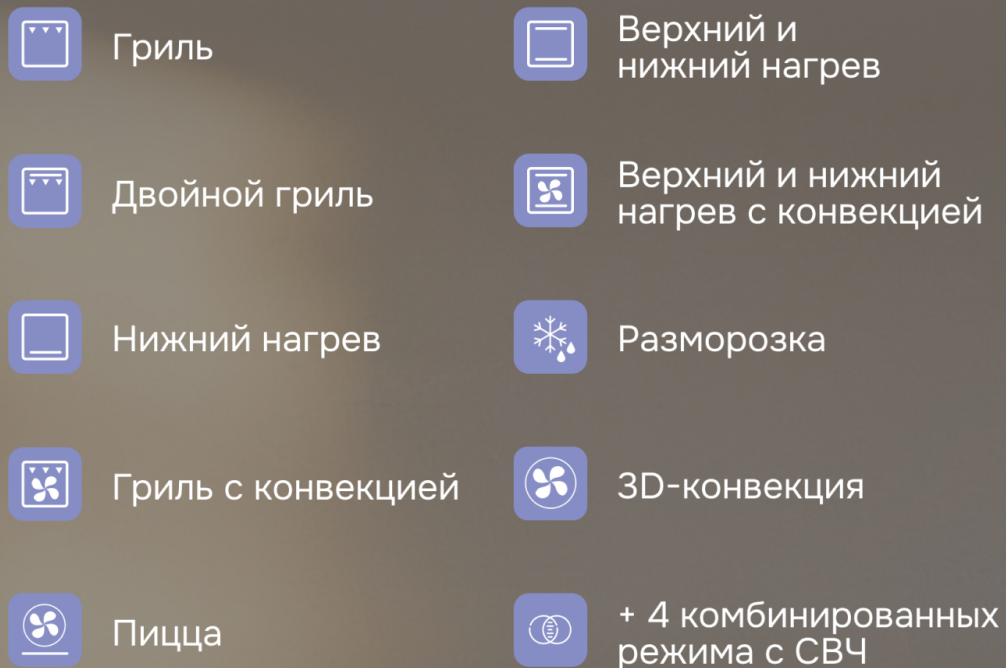 Гриль
Верхний и
нижний нагрев
Двойной гриль
Верхний и нижний
нагрев с конвекцией
Нижний нагрев
Разморозка
Гриль с конвекцией
3D-конвекция
Пицца
+ 4 комбинированных
режима с СВЧ